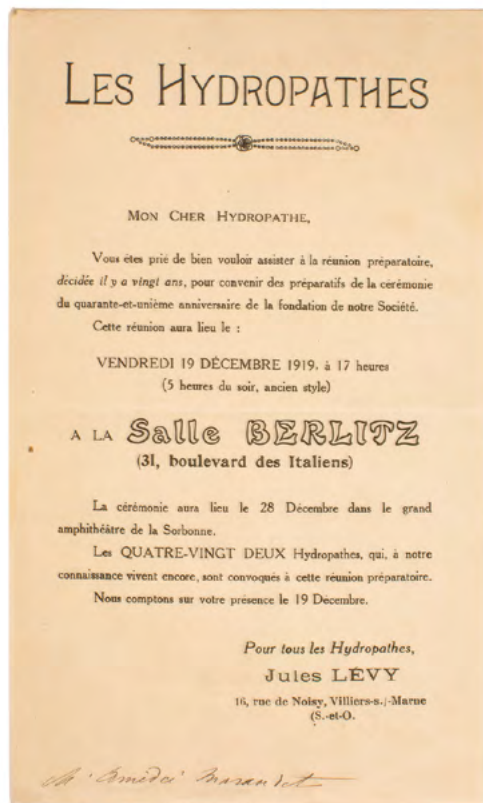 LES HYDROPATHES
MON CHER HYDROPATHE,
Vous êtes prié de bien vouloir assister à la réunion préparatoire,
décidée il y a vingt ans, pour convenir des préparatifs de la cérémonie
du quarante-et-unième anniversaire de la fondation de notre Société.
Cette réunion aura lieu le :
VENDREDI 19 DÉCEMBRE 1919, à 17 heures
(5 heures du soir, ancien style)
A LA Salle BERLITZ
(31, boulevard des Italiens)
La cérémonie aura lieu le 28 Décembre dans le grand
amphithéâtre de la Sorbonne.
Les QUATRE-VINGT DEUX Hydropathes, qui, à notre
connaissance vivent encore, sont convoqués à cette réunion préparatoire.
Nous comptons sur votre présence le 19 Décembre.
Pour tous les Hydropathes,
Jules LÉVY
16, rue de Noisy, Villiers-s.-Marne
(S.-et-O.
M. Amédée